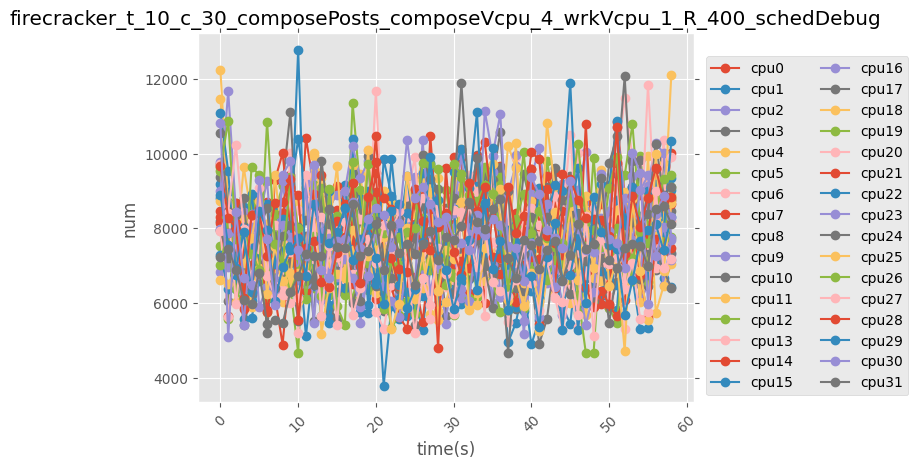 firecracker_t_10_c_30_composePosts_composeVcpu_4_wrkVcpu_1_R_400_schedDebug
12000
10000
8000
6000
4000
num
0
10
20
30
40
50
60
time(s)
cpu0
cpu1
cpu2
cpu3
cpu4
cpu5
cpu6
cpu7
cpu8
cpu9
cpu10
cpu11
cpu12
cpu13
cpu14
cpu15
cpu16
cpu17
cpu18
cpu19
cpu20
cpu21
cpu22
cpu23
cpu24
cpu25
cpu26
cpu27
cpu28
cpu29
cpu30
cpu31